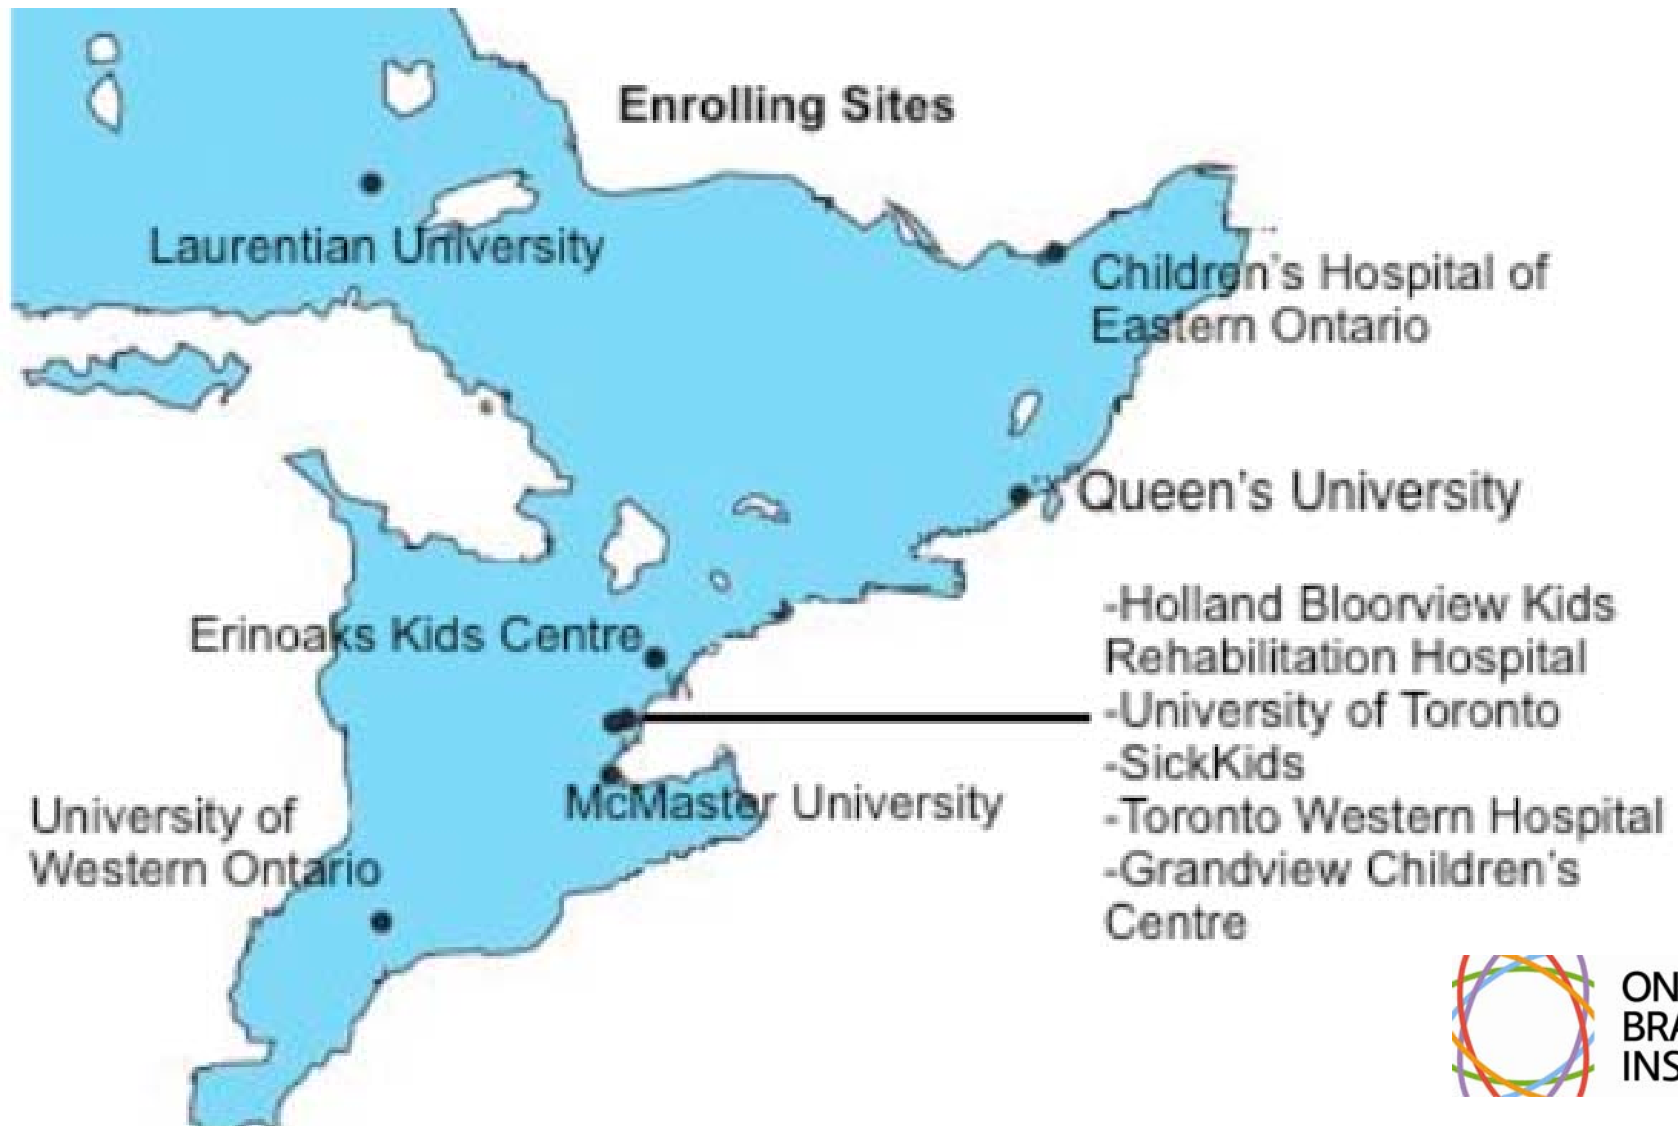 Enrolling Sites
Laurentian University
Children's Hospital of
Eastern Ontario
Queen's University
Erinoaks Kids Centre
-Holland Bloorview Kids
Rehabilitation Hospital
-University of Toronto
-SickKids
-Toronto Western Hospital
-Grandview Children's
Centre
McMaster University
University of
Western Ontario
ON
BRA
INS